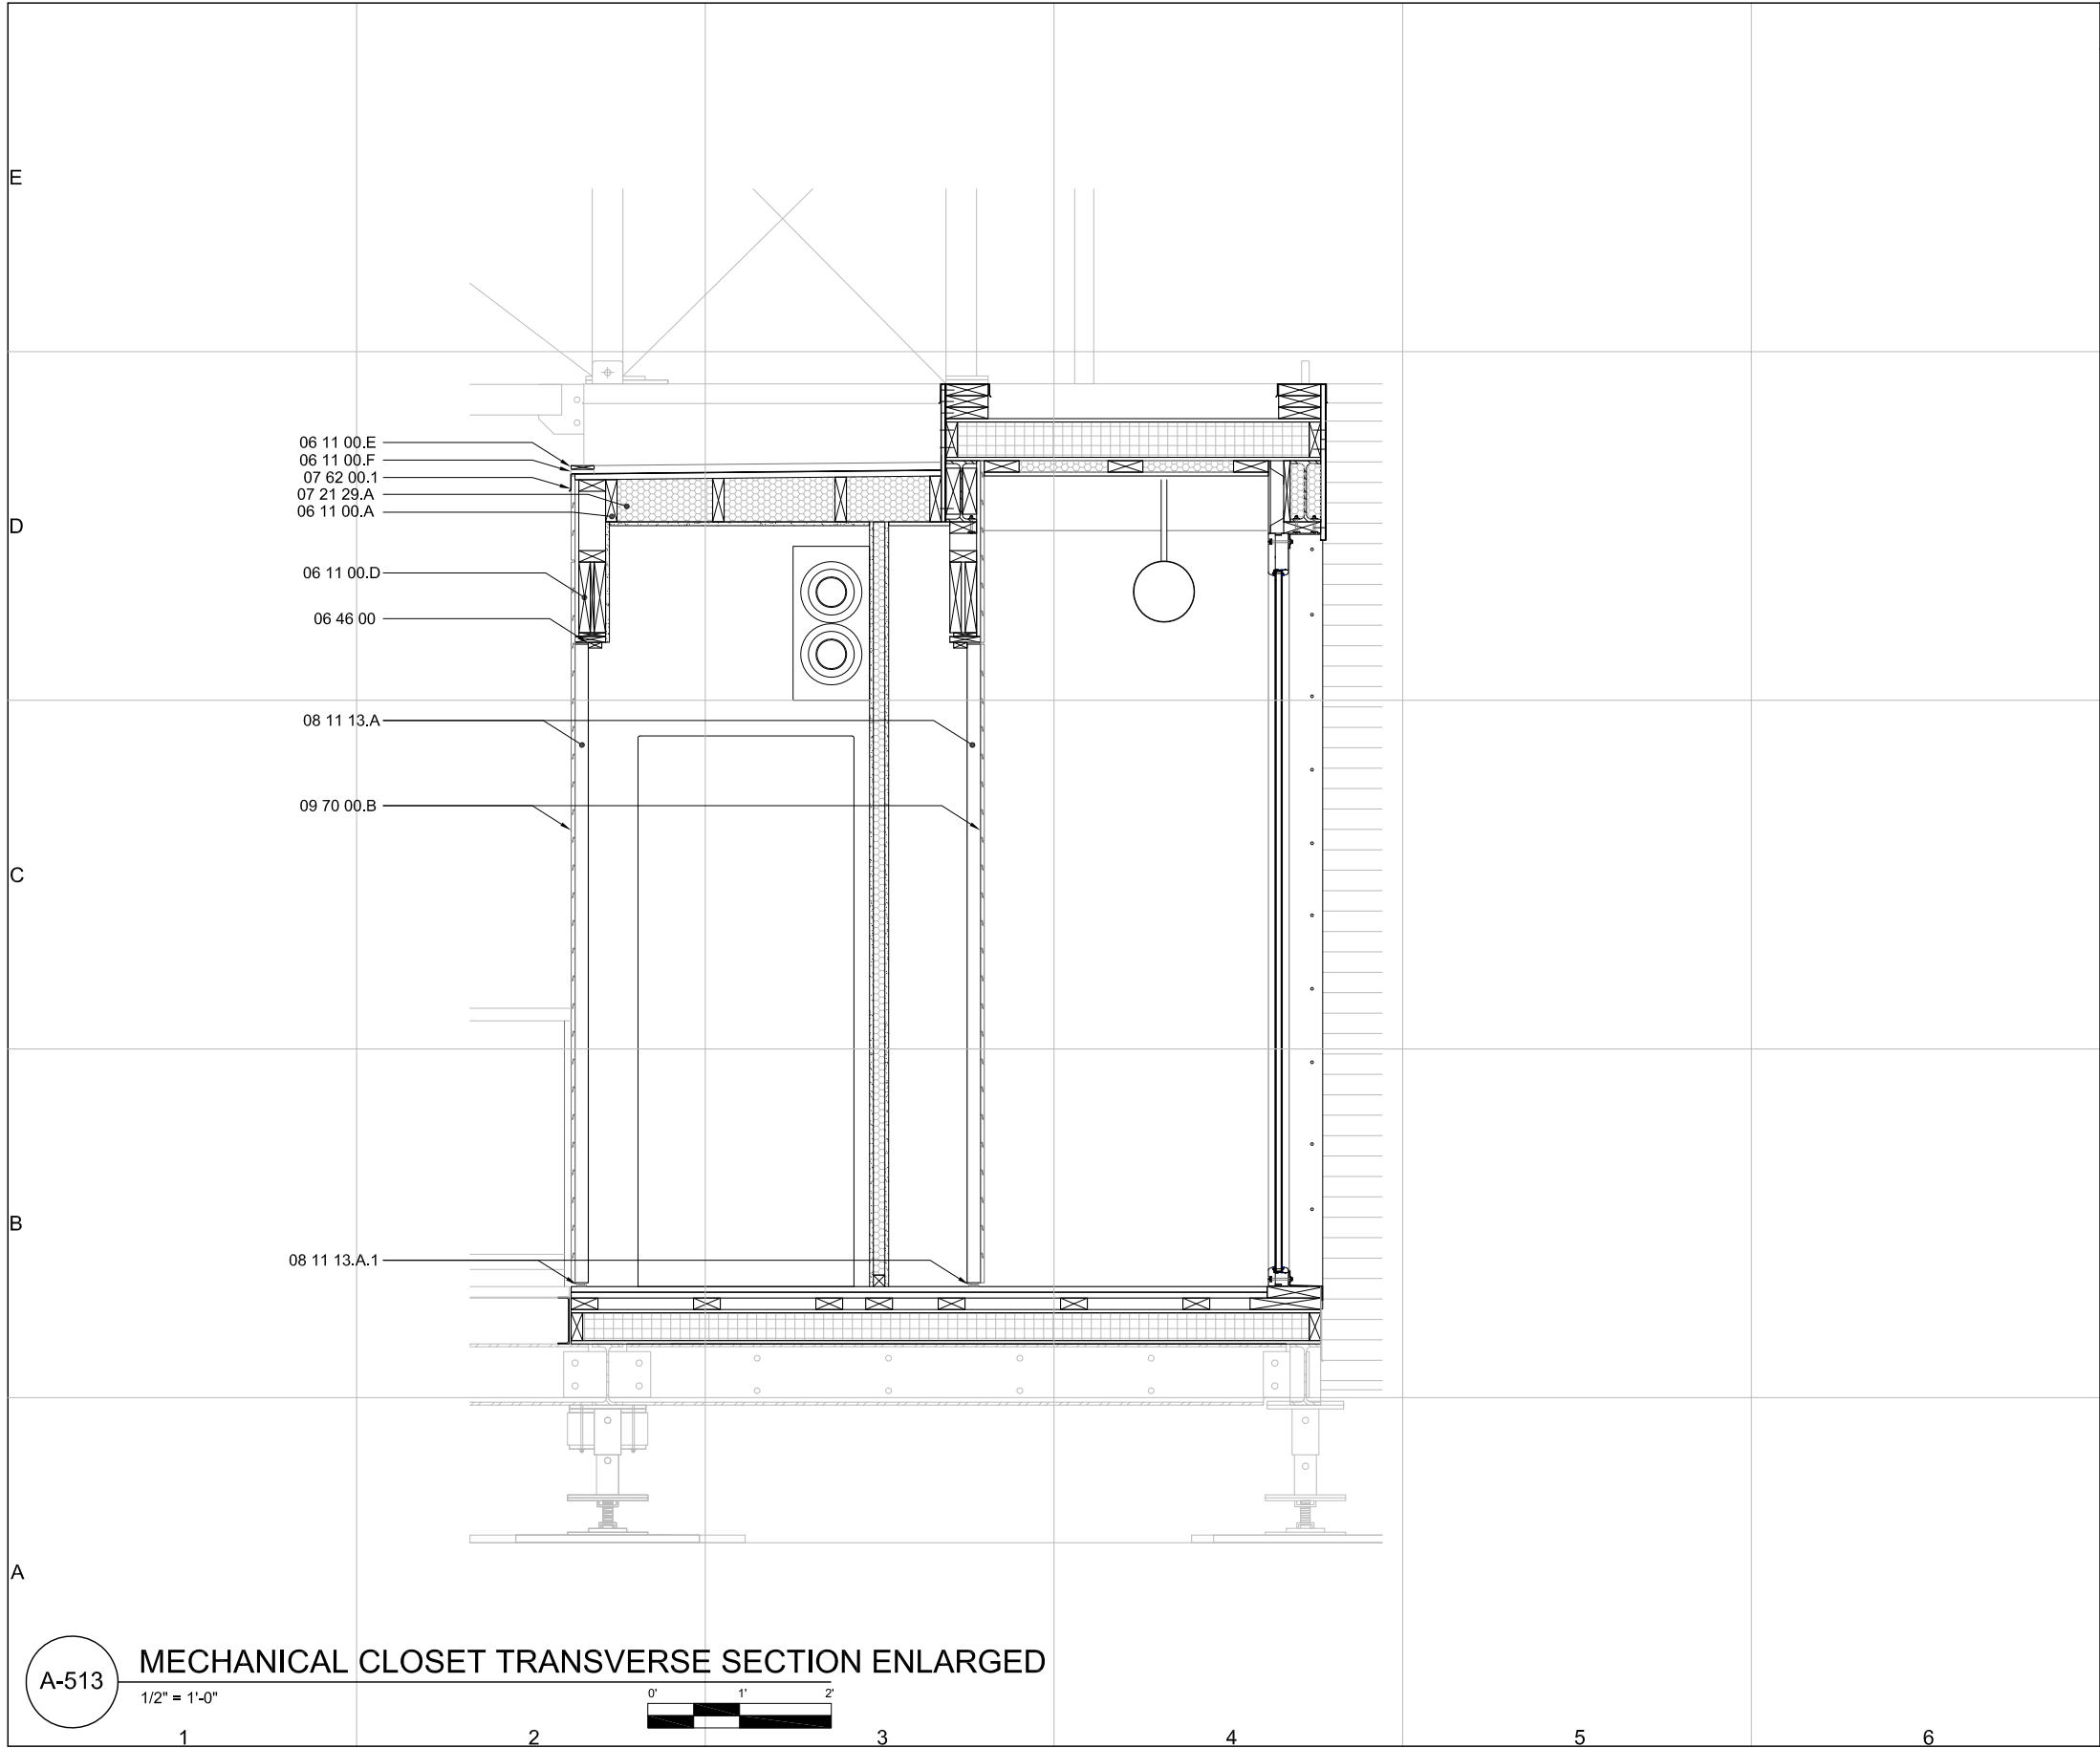 E
06 11 00.E
06 11 00.F
07 62 00.1
07 21 29.A
06 11 00.A
D
06 11 00.D
06 46 00
08 11 13.A
09 70 00.B
C
B
08 11 13.A.1
A
A-513
MECHANICAL CLOSET TRANSVERSE SECTION ENLARGED
1/2" = 1'-0"
0' 1' 2'
1 2 3 4 5 6